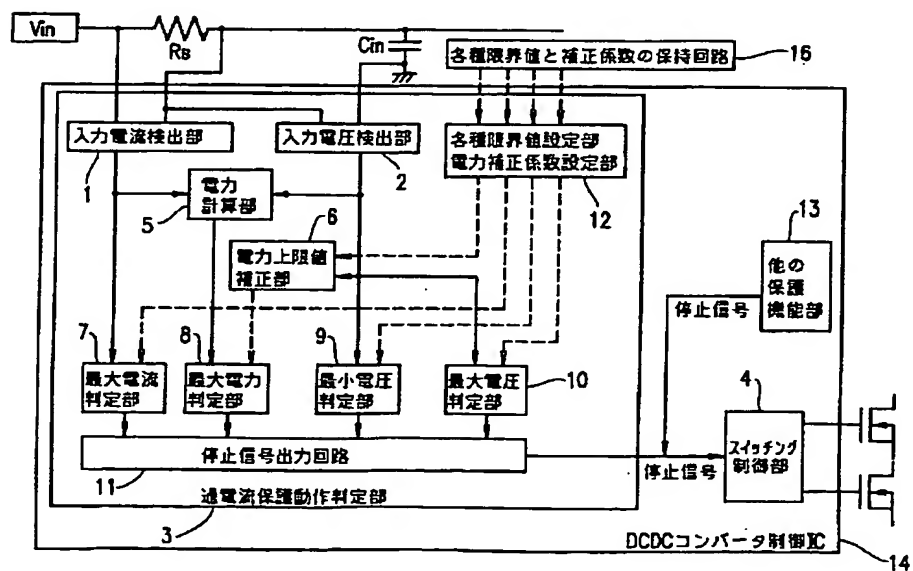 Vin
Rs
Cin
各種限界値と補正係数の保持回路
16
入力電流検出部
入力電圧検出部
各種限界値設定部
電力補正係数設定部
1
2
12
電力
計算部
5
6
13
電力上限値
補正部
他の
保護
機能部
停止信号
7
8
9
最大電流
判定部
最大電力
判定部
最小電圧
判定部
最大電圧
判定部
10
4
停止信号出力回路
停止信号
スイッチング
制御部
11
過電流保護動作判定部
3
DCDCコンバータ制御IC
14